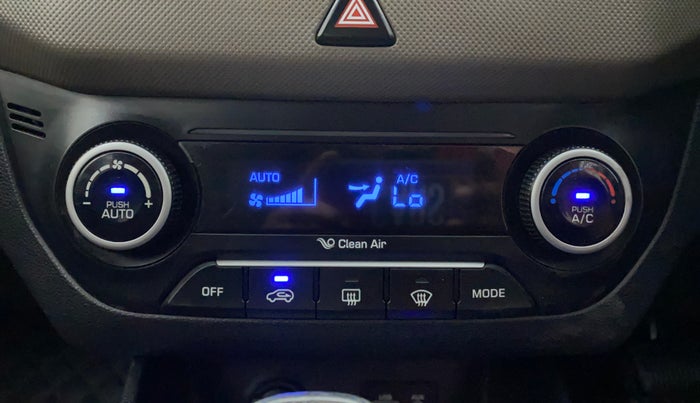 AUTO A/C
Lo
PUSH
AUTO
PUSH
A/C
Clean Air
OFF
MODE